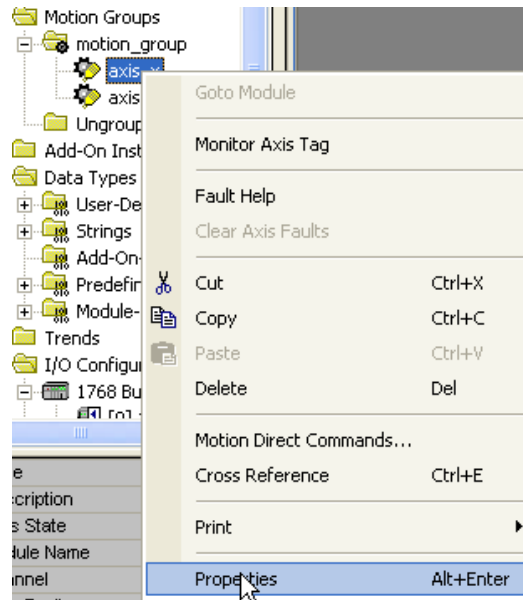 Motion Groups
motion_group
axis_x
axis
Ungroup
Add-On Inst
Data Types
User-De
Strings
Add-On-
Predefin
Module-
Trends
I/O Configu
1768 Bu
Goto Module
Monitor Axis Tag
Fault Help
Clear Axis Faults
Cut Ctrl+X
Copy Ctrl+C
Paste Ctrl+V
Delete Del
Motion Direct Commands...
Cross Reference Ctrl+E
Print
Properties Alt+Enter
e
cription
s State
dule Name
nnel